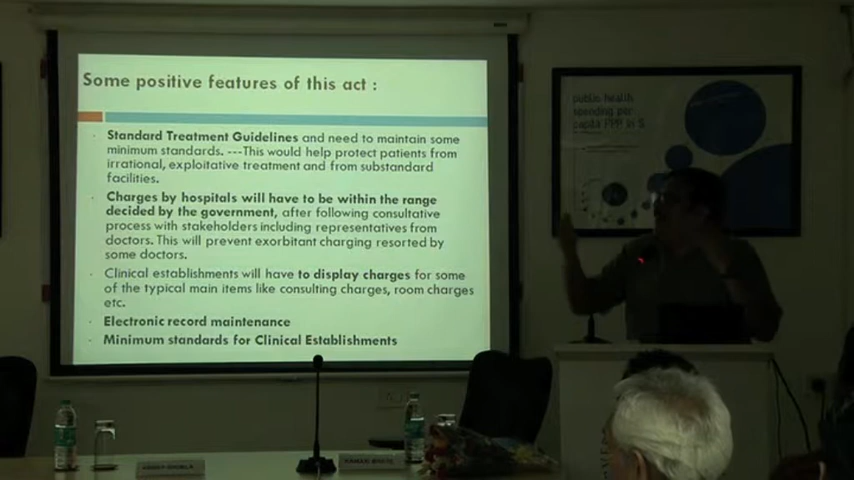 Some positive features of this act :
Standard Treatment Guidelines and need to maintain some
minimum standards. ---This would help protect patients from
irrational, exploitative treatment and from substandard
facilities.
Charges by hospitals will have to be within the range
decided by the government, after following consultative
process with stakeholders including representatives from
doctors. This will prevent exorbitant charging resorted by
some doctors.
Clinical establishments will have to display charges for some
of the typical main items like consulting charges, room charges
etc.
Electronic record maintenance
Minimum standards for Clinical Establishments
public health
spending per
capita PPP in $